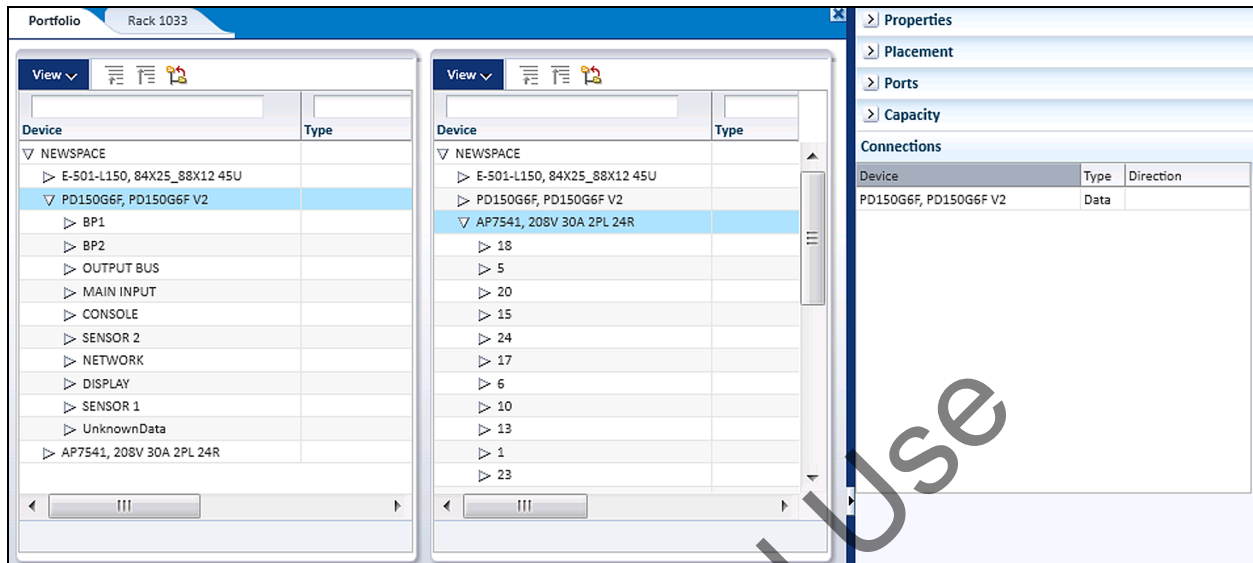 Portfolio
Rack 1033
View
Device Type
NEWSPACE
E-501-L150, 84X25_88X12 45U
PD150G6F, PD150G6F V2
BP1
BP2
OUTPUT BUS
MAIN INPUT
CONSOLE
SENSOR 2
NETWORK
DISPLAY
SENSOR 1
UnknownData
AP7541, 208V 30A 2PL 24R
View
Device Type
NEWSPACE
E-501-L150, 84X25_88X12 45U
PD150G6F, PD150G6F V2
AP7541, 208V 30A 2PL 24R
18
5
20
15
24
17
6
10
13
1
23
Properties
Placement
Ports
Capacity
Connections
Device Type Direction
PD150G6F, PD150G6F V2 Data
Use